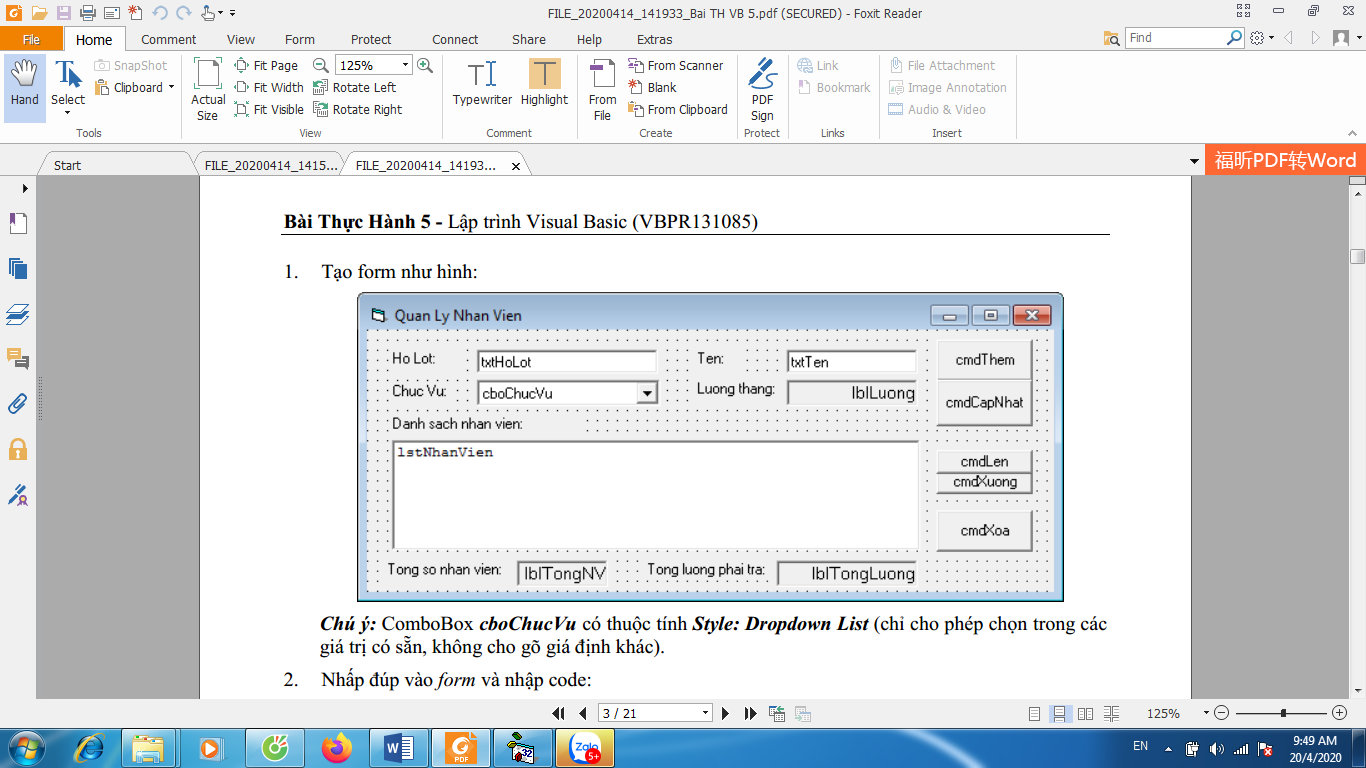 FILE_20200414_141933_Bai TH VB 5.pdf (SECURED) - Foxit Reader
File Home Comment View Form Protect Connect Share Help Extras Find
Hand Select SnapShot Clipboard Actual Size Fit Page Fit Width Fit Visible 125% Rotate Left Rotate Right Typewriter Highlight From File From Scanner Blank From Clipboard PDF Sign Link Bookmark File Attachment Image Annotation Audio & Video
Tools View Comment Create Protect Links Insert
Start FILE_20200414_1415... FILE_20200414_14193... 福昕PDF转Word
Bài Thực Hành 5 - Lập trình Visual Basic (VBPR131085)
1. Tạo form như hình:
Quan Ly Nhan Vien
Ho Lot: txtHoLot Ten: txtTen cmdThem
Chuc Vu: cboChucVu Luong thang: lblLuong cmdCapNhat
Danh sach nhan vien:
lstNhanVien cmdLen
cmdXuong
cmdXoa
Tong so nhan vien: lblTongNV Tong luong phai tra: lblTongLuong
Chú ý: ComboBox cboChucVu có thuộc tính Style: Dropdown List (chỉ cho phép chọn trong các
giá trị có sẵn, không cho gõ giá định khác).
2. Nhấp đúp vào form và nhập code:
3 / 21 125%
PDF 32 Zalo 5+ EN 9:49 AM
20/4/2020